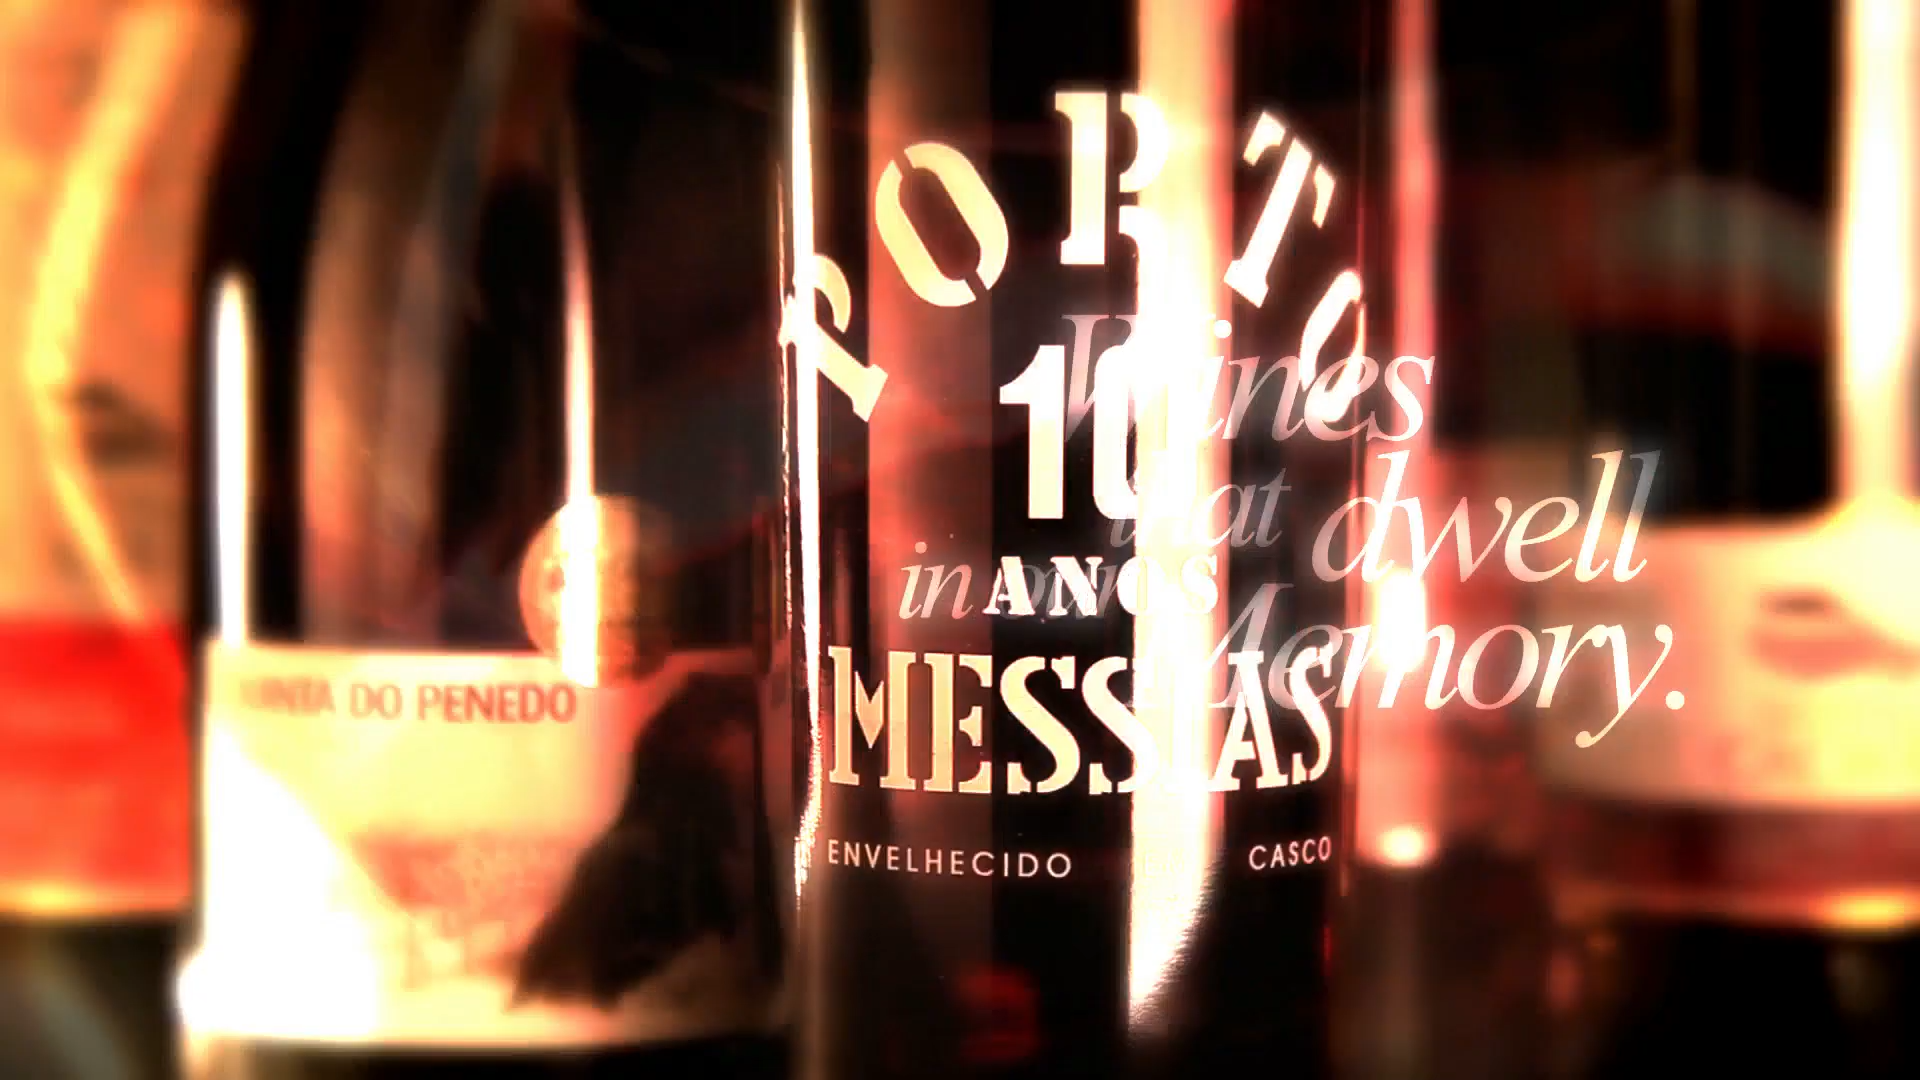 PORTO
10
ANOS
MESSIAS
ENVELHECIDO CASCO
Wines
that dwell
in our
Memory.
QUINTA DO PENEDO